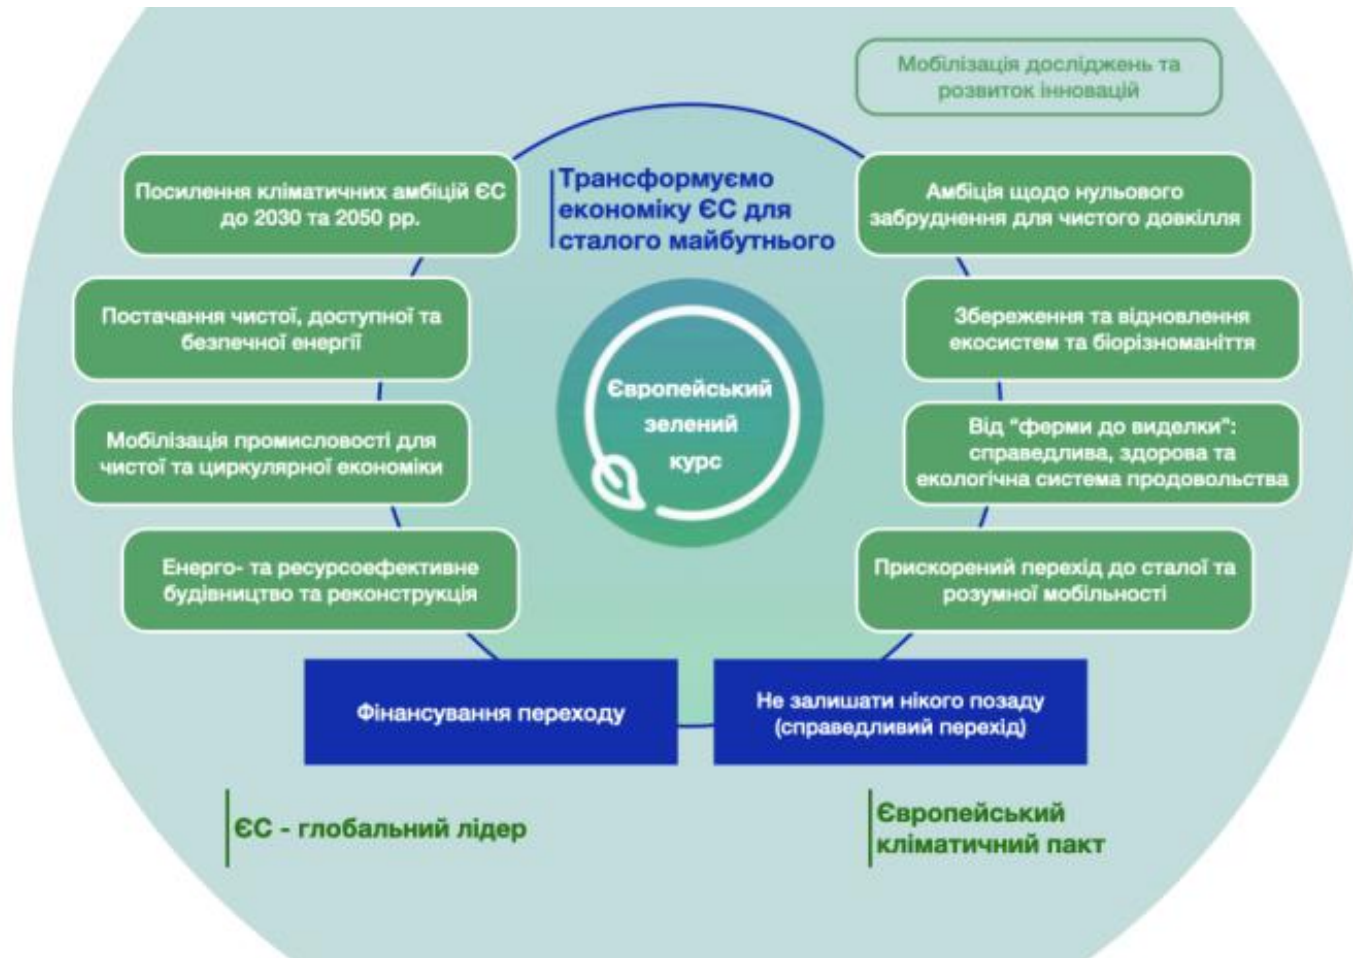 Мобілізація досліджень та
розвиток інновацій
Трансформуємо
економіку ЄС для
сталого майбутнього
Посилення кліматичних амбіцій ЄС
до 2030 та 2050 рр.
Постачання чистої, доступної та
безпечної енергії
Мобілізація промисловості для
чистої та циркулярної економіки
Енерго- та ресурсоефективне
будівництво та реконструкція
Європейський
зелений
курс
Амбіція щодо нульового
забруднення для чистого довкілля
Збереження та відновлення
екосистем та біорізноманіття
Від “ферми до виделки”:
справедлива, здорова та
екологічна система продовольства
Прискорений перехід до сталої та
розумної мобільності
Фінансування переходу
Не залишати нікого позаду
(справедливий перехід)
ЄС - глобальний лідер
Європейський
кліматичний пакт